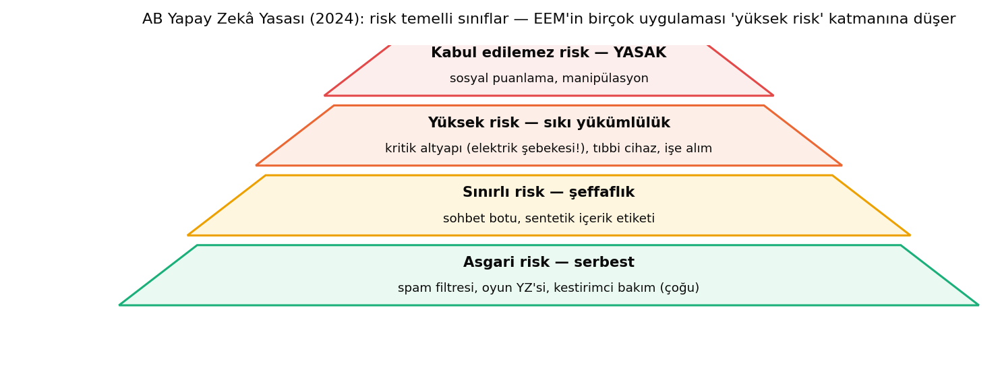 AB Yapay Zekâ Yasası (2024): risk temelli sınıflar — EEM'in birçok uygulaması 'yüksek risk' katmanına düşer
Kabul edilemez risk — YASAK
sosyal puanlama, manipülasyon
Yüksek risk — sıkı yükümlülük
kritik altyapı (elektrik şebekesi!), tıbbi cihaz, işe alım
Sınırlı risk — şeffaflık
sohbet botu, sentetik içerik etiketi
Asgari risk — serbest
spam filtresi, oyun YZ'si, kestirimci bakım (çoğu)